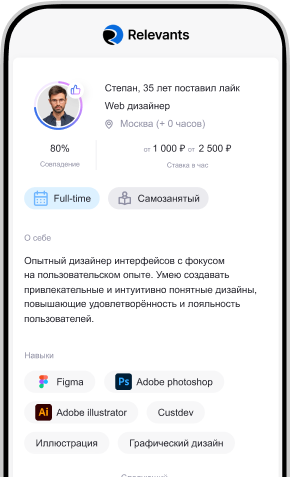 Relevants
Степан, 35 лет поставил лайк
Web дизайнер
Москва (+ 0 часов)
80%
Совпадение
от 1 000 ₽ от 2 500 ₽
Ставка в час
Full-time
Самозанятый
О себе
Опытный дизайнер интерфейсов с фокусом
на пользовательском опыте. Умею создавать
привлекательные и интуитивно понятные дизайны,
повышающие удовлетворённость и лояльность
пользователей.
Навыки
Figma
Ps Adobe photoshop
Ai Adobe illustrator
Custdev
Иллюстрация
Графический дизайн